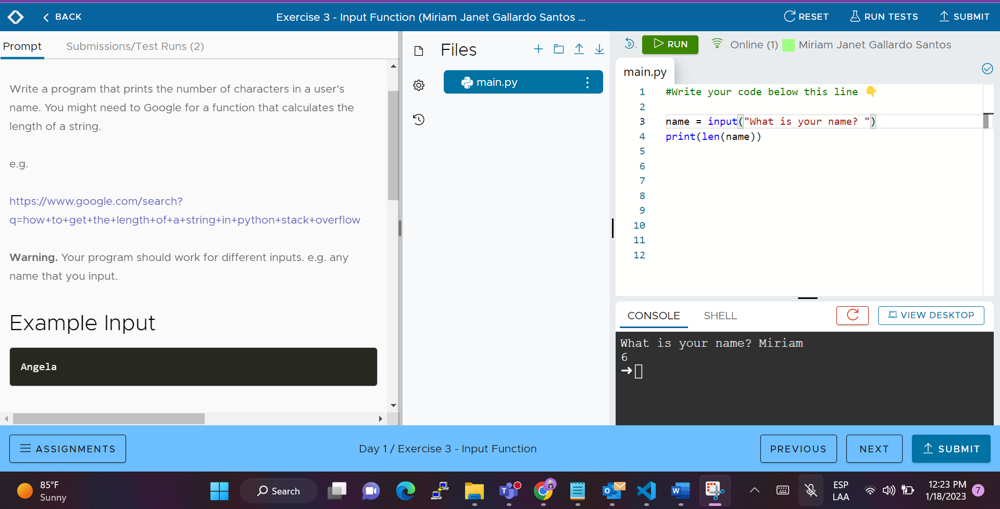 BACK
Exercise 3 - Input Function (Miriam Janet Gallardo Santos ...
RESET
RUN TESTS
SUBMIT
Prompt
Submissions/Test Runs (2)
Write a program that prints the number of characters in a user's
name. You might need to Google for a function that calculates the
length of a string.
e.g.
https://www.google.com/search?
q=how+to+get+the+length+of+a+string+in+python+stack+overflow
Warning. Your program should work for different inputs. e.g. any
name that you input.
Example Input
Angela
Files
main.py
RUN
Online (1)
Miriam Janet Gallardo Santos
main.py
1 #Write your code below this line 👇
2
3 name = input("What is your name? ")
4 print(len(name))
5
6
7
8
9
10
11
12
CONSOLE
SHELL
VIEW DESKTOP
What is your name? Miriam
6
➜
ASSIGNMENTS
Day 1 / Exercise 3 - Input Function
PREVIOUS
NEXT
SUBMIT
85°F
Sunny
Search
ESP
LAA
12:23 PM
1/18/2023
7